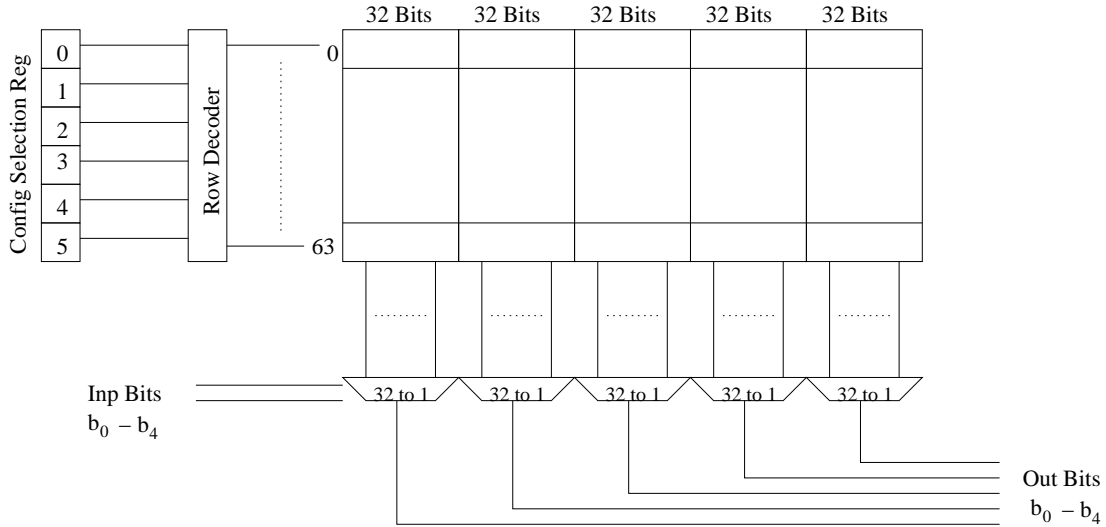 32 Bits 32 Bits 32 Bits 32 Bits 32 Bits
Config Selection Reg
0
1
2
3
4
5
Row Decoder
0
63
32 to 1 32 to 1 32 to 1 32 to 1 32 to 1
Inp Bits
b0 – b4
Out Bits
b0 – b4